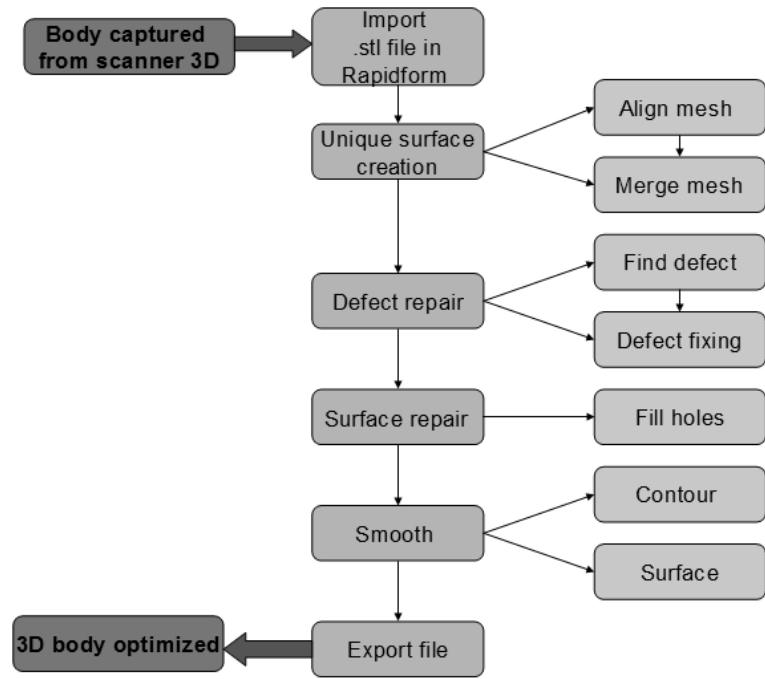 Body captured
from scanner 3D
Import
.stl file in
Rapidform
Unique surface
creation
Align mesh
Merge mesh
Defect repair
Find defect
Defect fixing
Surface repair
Fill holes
Smooth
Contour
Surface
3D body optimized
Export file